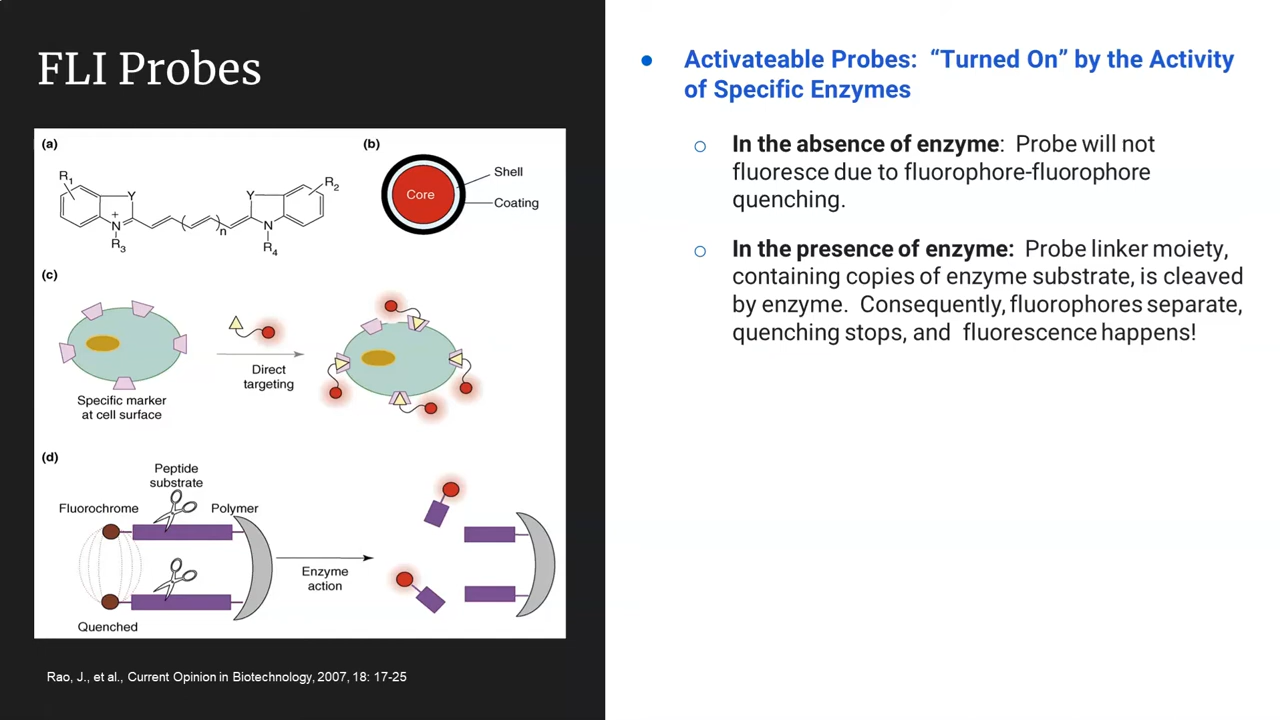 FLI Probes
(a)
R1
Y
+
N
R3
n
Y
N
R4
R2
(b)
Core
Shell
Coating
(c)
Specific marker
at cell surface
Direct
targeting
(d)
Peptide
substrate
Fluorochrome
Polymer
Quenched
Enzyme
action
Rao, J., et al., Current Opinion in Biotechnology, 2007, 18: 17-25
● Activateable Probes:  “Turned On” by the Activity
of Specific Enzymes
○ In the absence of enzyme:  Probe will not
fluoresce due to fluorophore-fluorophore
quenching.
○ In the presence of enzyme:  Probe linker moiety,
containing copies of enzyme substrate, is cleaved
by enzyme.  Consequently, fluorophores separate,
quenching stops, and  fluorescence happens!